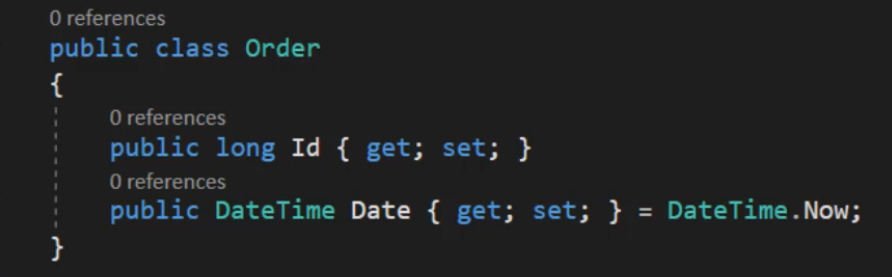 0 references
public class Order
{
0 references
public long Id { get; set; }
0 references
public DateTime Date { get; set; } = DateTime.Now;
}